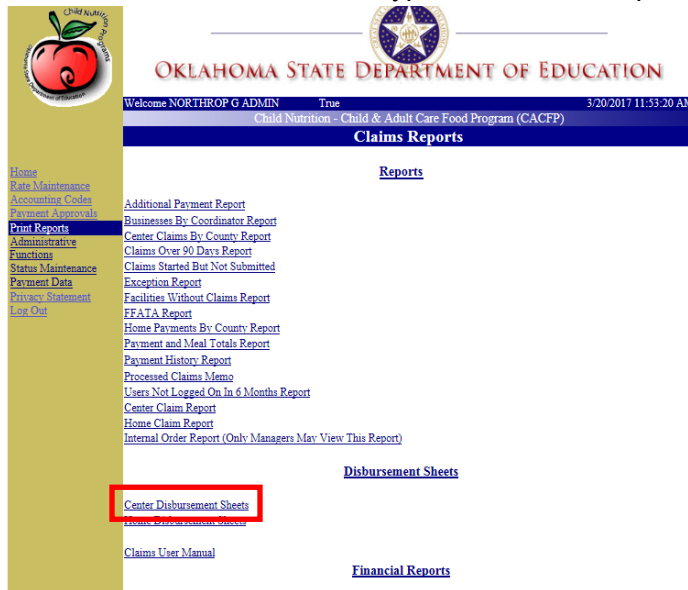 Child Nutrition Programs
OKLAHOMA STATE DEPARTMENT OF EDUCATION
Welcome NORTHROP G ADMIN True 3/20/2017 11:53:20 AM
Child Nutrition - Child & Adult Care Food Program (CACFP)
Claims Reports
Home
Rate Maintenance
Accounting Codes
Payment Approvals
Print Reports
Administrative
Functions
Status Maintenance
Payment Data
Privacy Statement
Log Out
Reports
Additional Payment Report
Businesses By Coordinator Report
Center Claims By County Report
Claims Over 90 Days Report
Claims Started But Not Submitted
Exception Report
Facilities Without Claims Report
FFATA Report
Home Payments By County Report
Payment and Meal Totals Report
Payment History Report
Processed Claims Memo
Users Not Logged On In 6 Months Report
Center Claim Report
Home Claim Report
Internal Order Report (Only Managers May View This Report)
Disbursement Sheets
Center Disbursement Sheets
Home Disbursement Sheets
Claims User Manual
Financial Reports